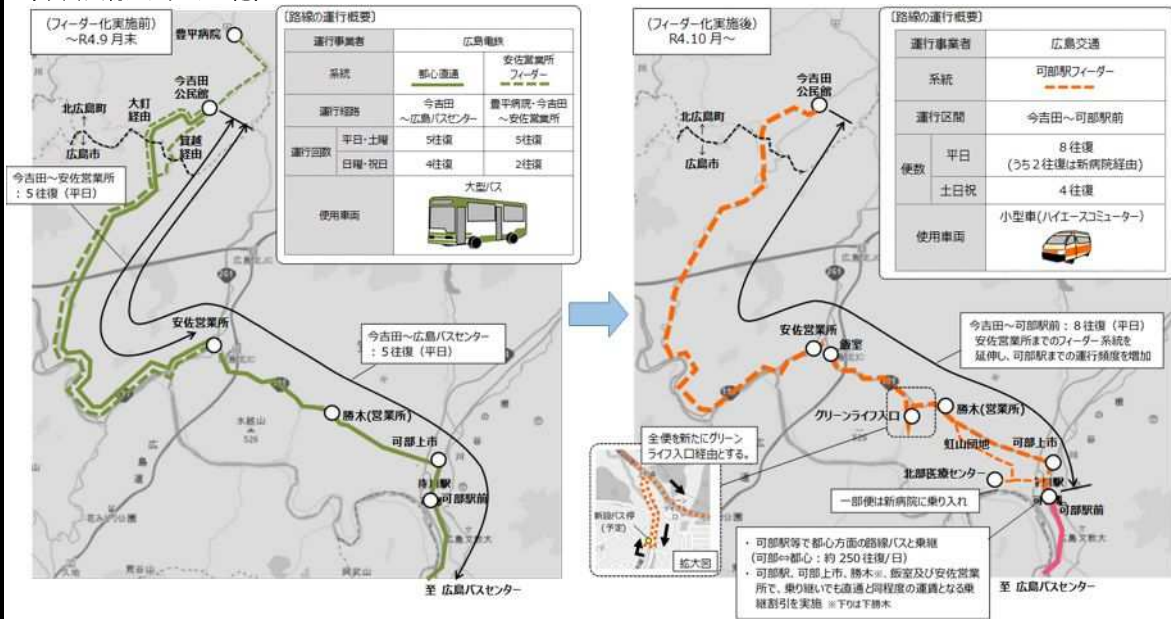 (フィーダー化実施前)
～R4.9月末
豊平病院
今吉田
公民館
大釘
経由
北広島町
広島市
経由
今吉田～安佐営業所
：5往復（平日）
〔路線の運行概要〕
運行事業者
広島電鉄
系統
都心直通
安佐営業所
フィーダー
運行経路
今吉田
～広島バスセンター
豊平病院・今吉田
～安佐営業所
運行回数
平日・土曜
5往復
5往復
日曜・祝日
4往復
2往復
使用車両
大型バス
広島北JC
安佐営業所
今吉田～広島バスセンター
：5往復（平日）
勝木(営業所)
可部上市
可部駅前
至 広島バスセンター
(フィーダー化実施後)
R4.10月～
今吉田
公民館
北広島町
広島市
〔路線の運行概要〕
運行事業者
広島交通
系統
可部駅フィーダー
運行区間
今吉田～可部駅前
便数
平日
8往復
(うち2往復は新病院経由)
土日祝
4往復
使用車両
小型車(ハイエースコミューター)
安佐営業所
飯室
今吉田～可部駅前：8往復（平日）
安佐営業所までのフィーダー系統を
延伸し、可部駅までの運行頻度を増加
グリーンライフ入口
勝木(営業所)
虹山団地
可部上市
北部医療センター
可部駅前
全便を新たにグリーン
ライフ入口経由とする。
新設バス停
(予定)
拡大図
一部便は新病院に乗り入れ
・可部駅等で都心方面の路線バスと乗継
(可部⇔都心：約250往復/日)
・可部駅、可部上市、勝木※、飯室及び安佐営業
所で、乗り継いでも直通と同程度の運賃となる乗
継割引を実施 ※下りは下勝木
至 広島バスセンター